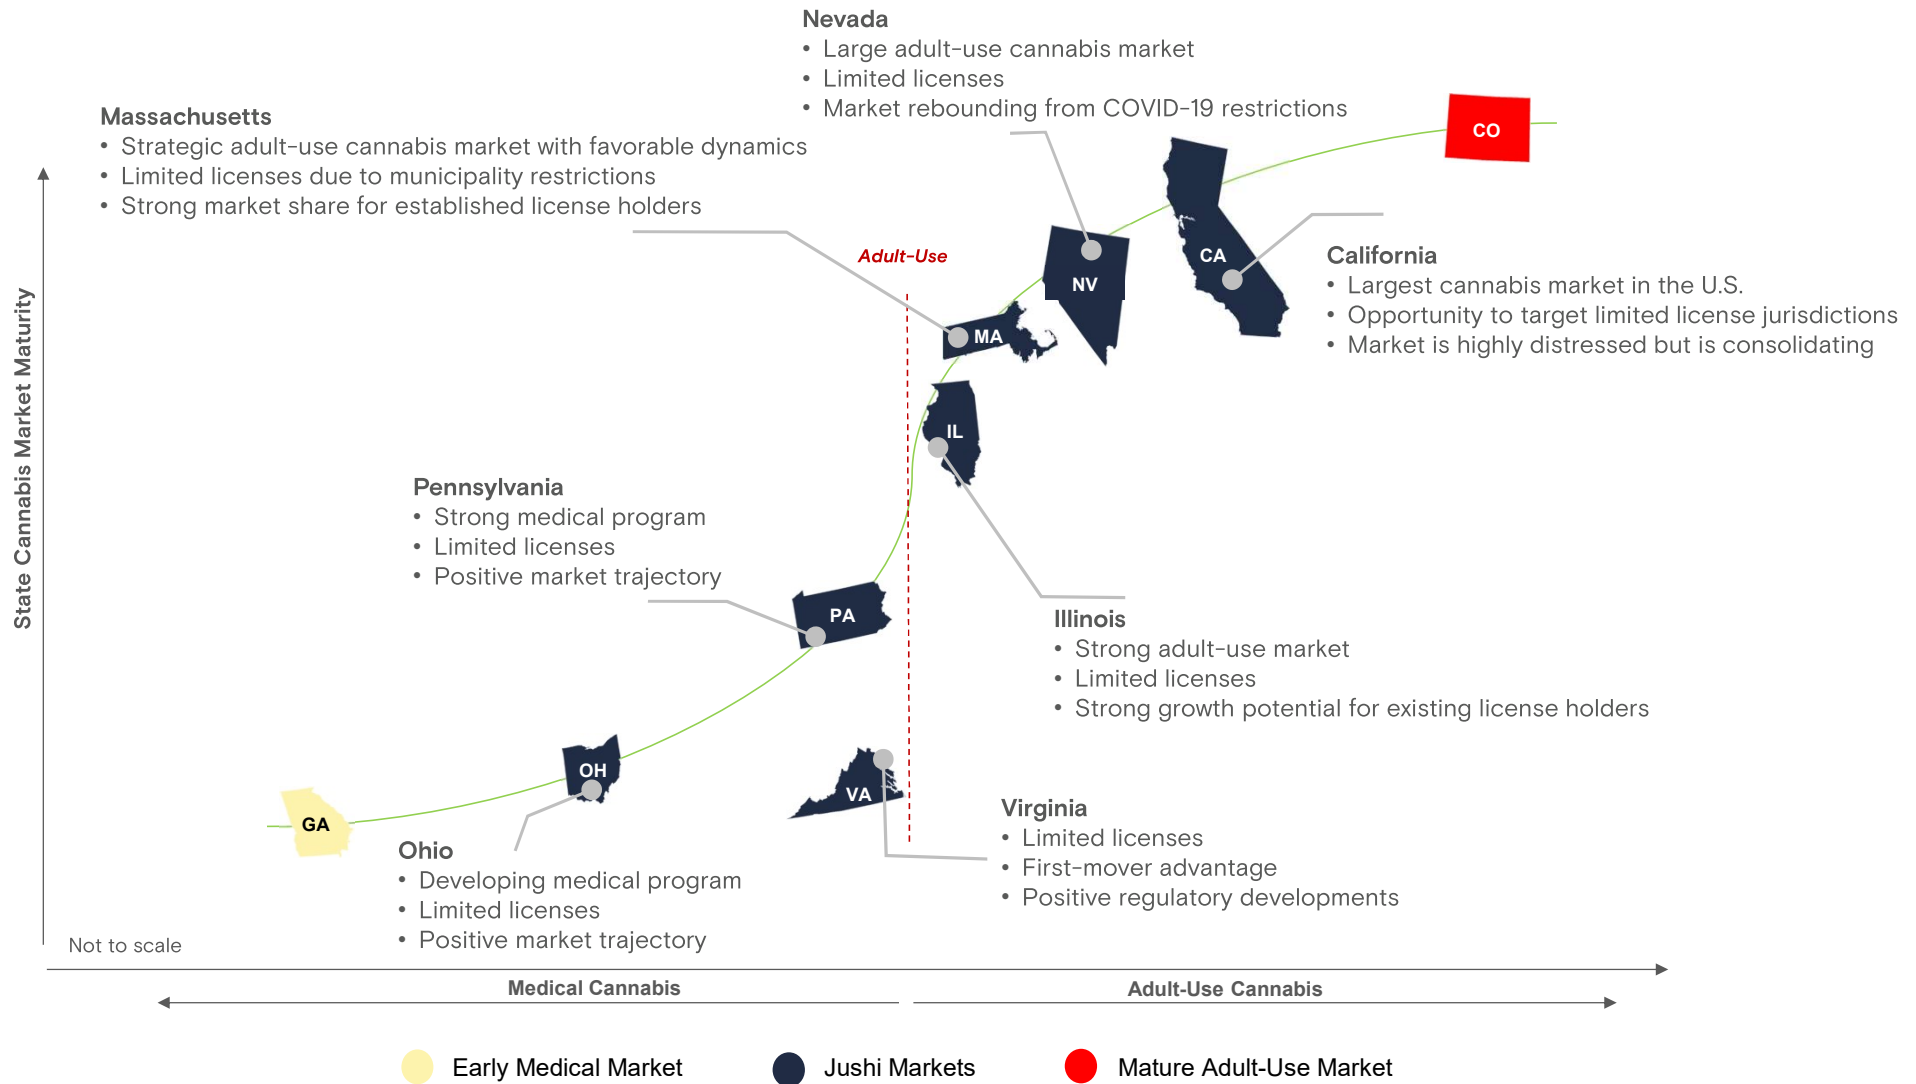 Nevada
• Large adult-use cannabis market
• Limited licenses
• Market rebounding from COVID-19 restrictions
Massachusetts
• Strategic adult-use cannabis market with favorable dynamics
• Limited licenses due to municipality restrictions
• Strong market share for established license holders
CO
Adult-Use
CA
NV
MA
California
• Largest cannabis market in the U.S.
• Opportunity to target limited license jurisdictions
• Market is highly distressed but is consolidating
State Cannabis Market Maturity
IL
Pennsylvania
• Strong medical program
• Limited licenses
• Positive market trajectory
PA
Illinois
• Strong adult-use market
• Limited licenses
• Strong growth potential for existing license holders
OH
VA
GA
Virginia
• Limited licenses
• First-mover advantage
• Positive regulatory developments
Ohio
• Developing medical program
• Limited licenses
• Positive market trajectory
Not to scale
Medical Cannabis
Adult-Use Cannabis
Early Medical Market
Jushi Markets
Mature Adult-Use Market